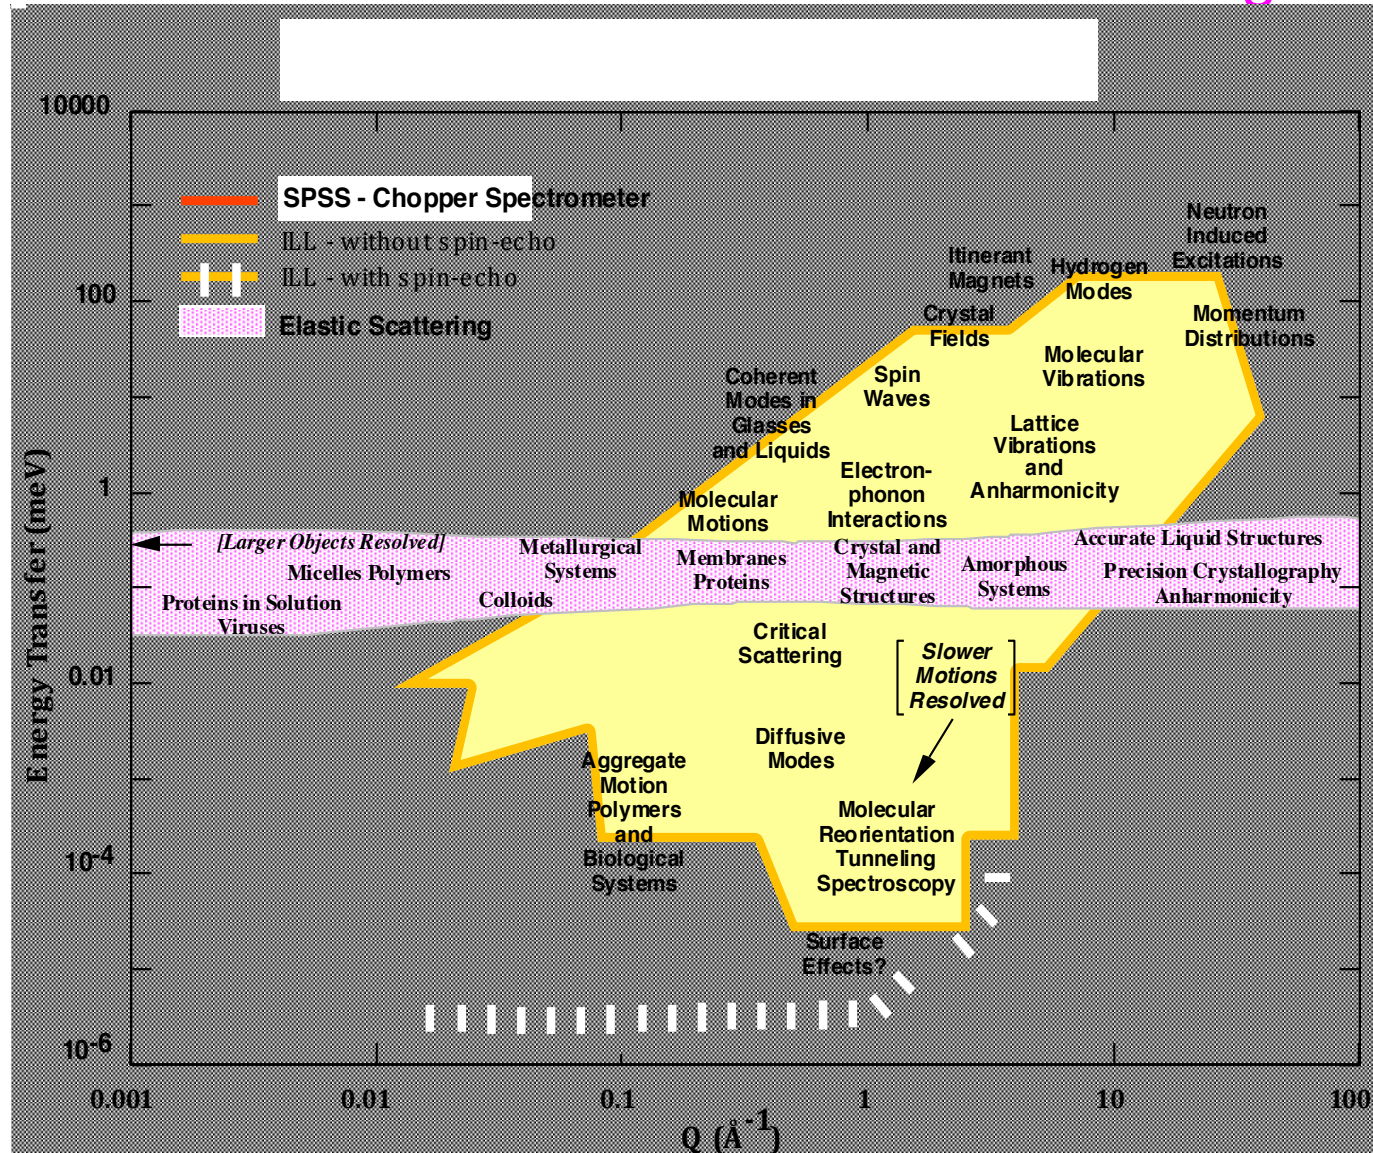 10000
SPSS - Chopper Spectrometer
ILL - without spin-echo
ILL - with spin-echo
Elastic Scattering
Neutron
Induced
Excitations
Itinerant
Magnets
Hydrogen
Modes
100
Crystal
Fields
Momentum
Distributions
Molecular
Vibrations
Coherent
Modes in
Glasses
and Liquids
Spin
Waves
Lattice
Vibrations
and
Anharmonicity
Electron-
phonon
Interactions
Molecular
Motions
1
Energy Transfer (meV)
[Larger Objects Resolved]
Micelles Polymers
Proteins in Solution
Viruses
Metallurgical
Systems
Colloids
Membranes
Proteins
Crystal and
Magnetic
Structures
Amorphous
Systems
Accurate Liquid Structures
Precision Crystallography
Anharmonicity
Critical
Scattering
Slower
Motions
Resolved
0.01
Diffusive
Modes
Aggregate
Motion
Polymers
and
Biological
Systems
Molecular
Reorientation
Tunneling
Spectroscopy
10-4
Surface
Effects?
10-6
0.001 0.01 0.1 1 10 100
Q (Å-1)